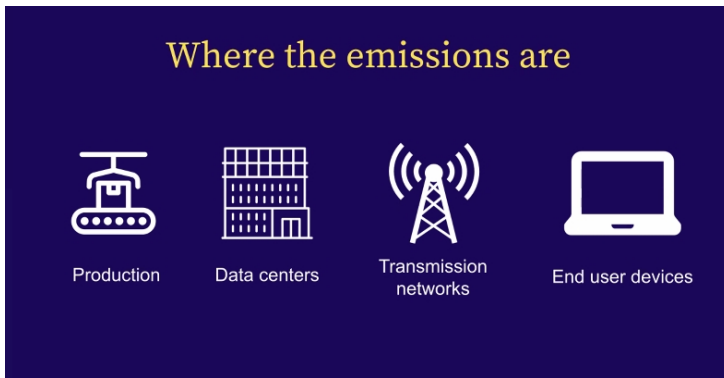 Where the emissions are
Production
Data centers
Transmission
networks
End user devices